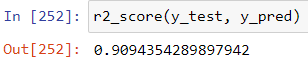 In [252]: r2_score(y_test, y_pred)
Out[252]: 0.9094354289897942